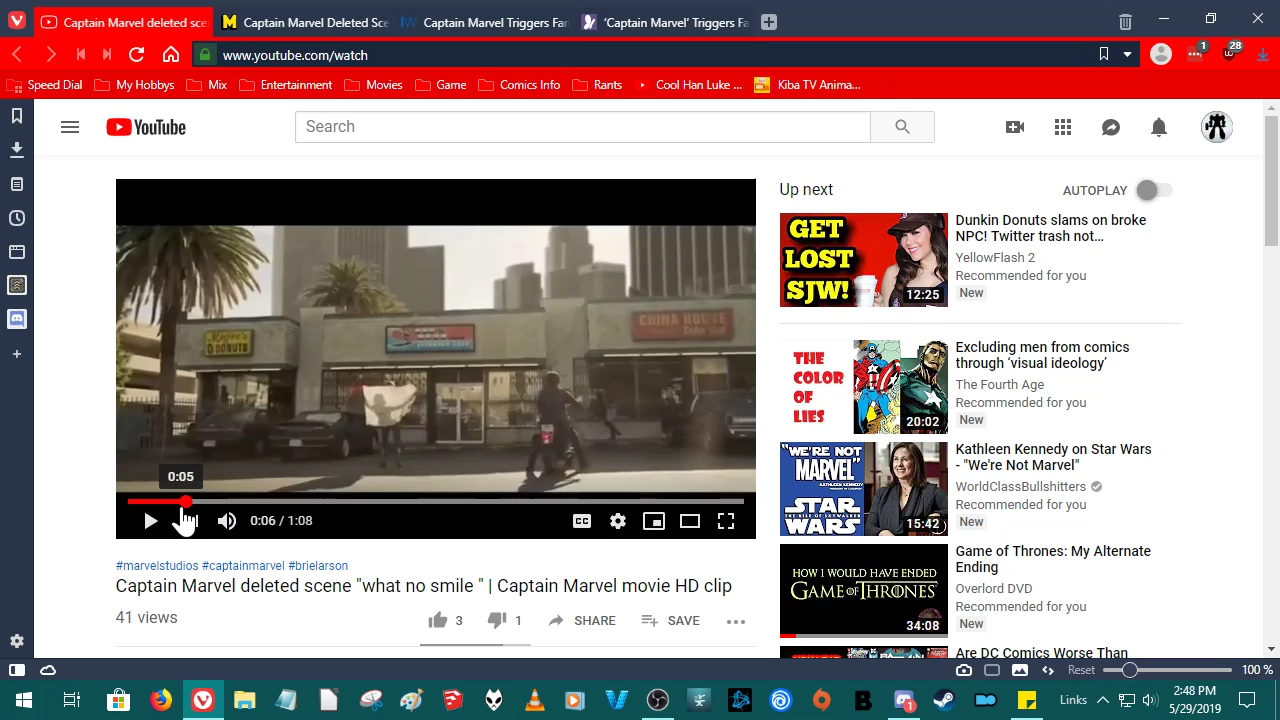 Captain Marvel deleted sce
Captain Marvel Deleted Sce
Captain Marvel Triggers Fan
'Captain Marvel' Triggers Fa
www.youtube.com/watch
1
28
Speed Dial
My Hobbys
Mix
Entertainment
Movies
Game
Comics Info
Rants
Cool Han Luke ...
Kiba TV Anima...
YouTube
Search
Up next
AUTOPLAY
DONUTS
CHINA HOUSE
0:05
0:06 / 1:08
CC
#marvelstudios #captainmarvel #brielarson
Captain Marvel deleted scene "what no smile " | Captain Marvel movie HD clip
41 views
3
1
SHARE
SAVE
GET
LOST
SJW!
12:25
Dunkin Donuts slams on broke
NPC! Twitter trash not...
YellowFlash 2
Recommended for you
New
THE
COLOR
OF
LIES
20:02
Excluding men from comics
through 'visual ideology'
The Fourth Age
Recommended for you
New
"WE'RE NOT
MARVEL"
STAR
WARS
15:42
Kathleen Kennedy on Star Wars
- "We're Not Marvel"
WorldClassBullshitters
Recommended for you
New
HOW I WOULD HAVE ENDED
GAME OF THRONES
34:08
Game of Thrones: My Alternate
Ending
Overlord DVD
Recommended for you
New
Are DC Comics Worse Than
Reset
100 %
Links
2:48 PM
5/29/2019